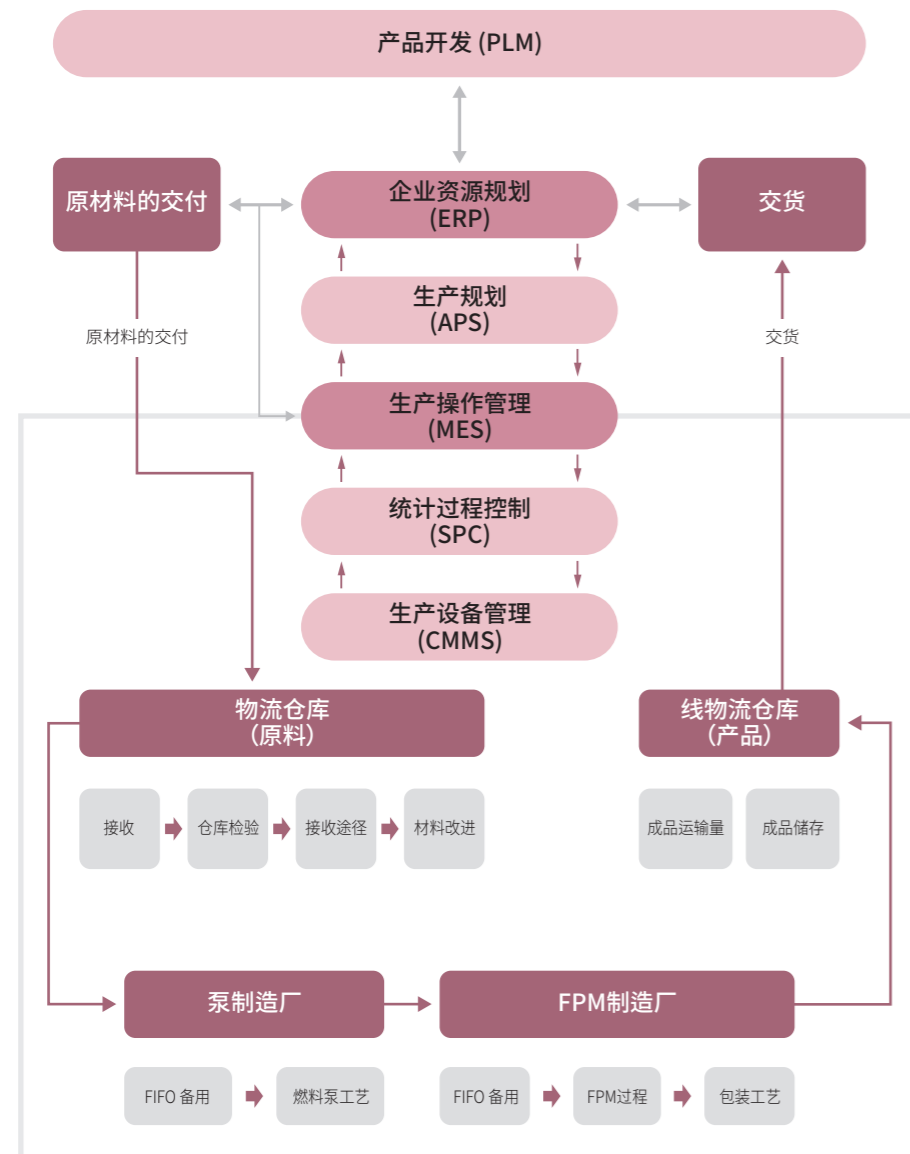 产品开发 (PLM)
原材料的交付
企业资源规划
(ERP)
交货
生产规划
(APS)
原材料的交付
交货
生产操作管理
(MES)
统计过程控制
(SPC)
生产设备管理
(CMMS)
物流仓库
（原料）
线物流仓库
（产品）
接收
仓库检验
接收途径
材料改进
成品运输量
成品储存
泵制造厂
FPM制造厂
FIFO 备用
燃料泵工艺
FIFO 备用
FPM过程
包装工艺